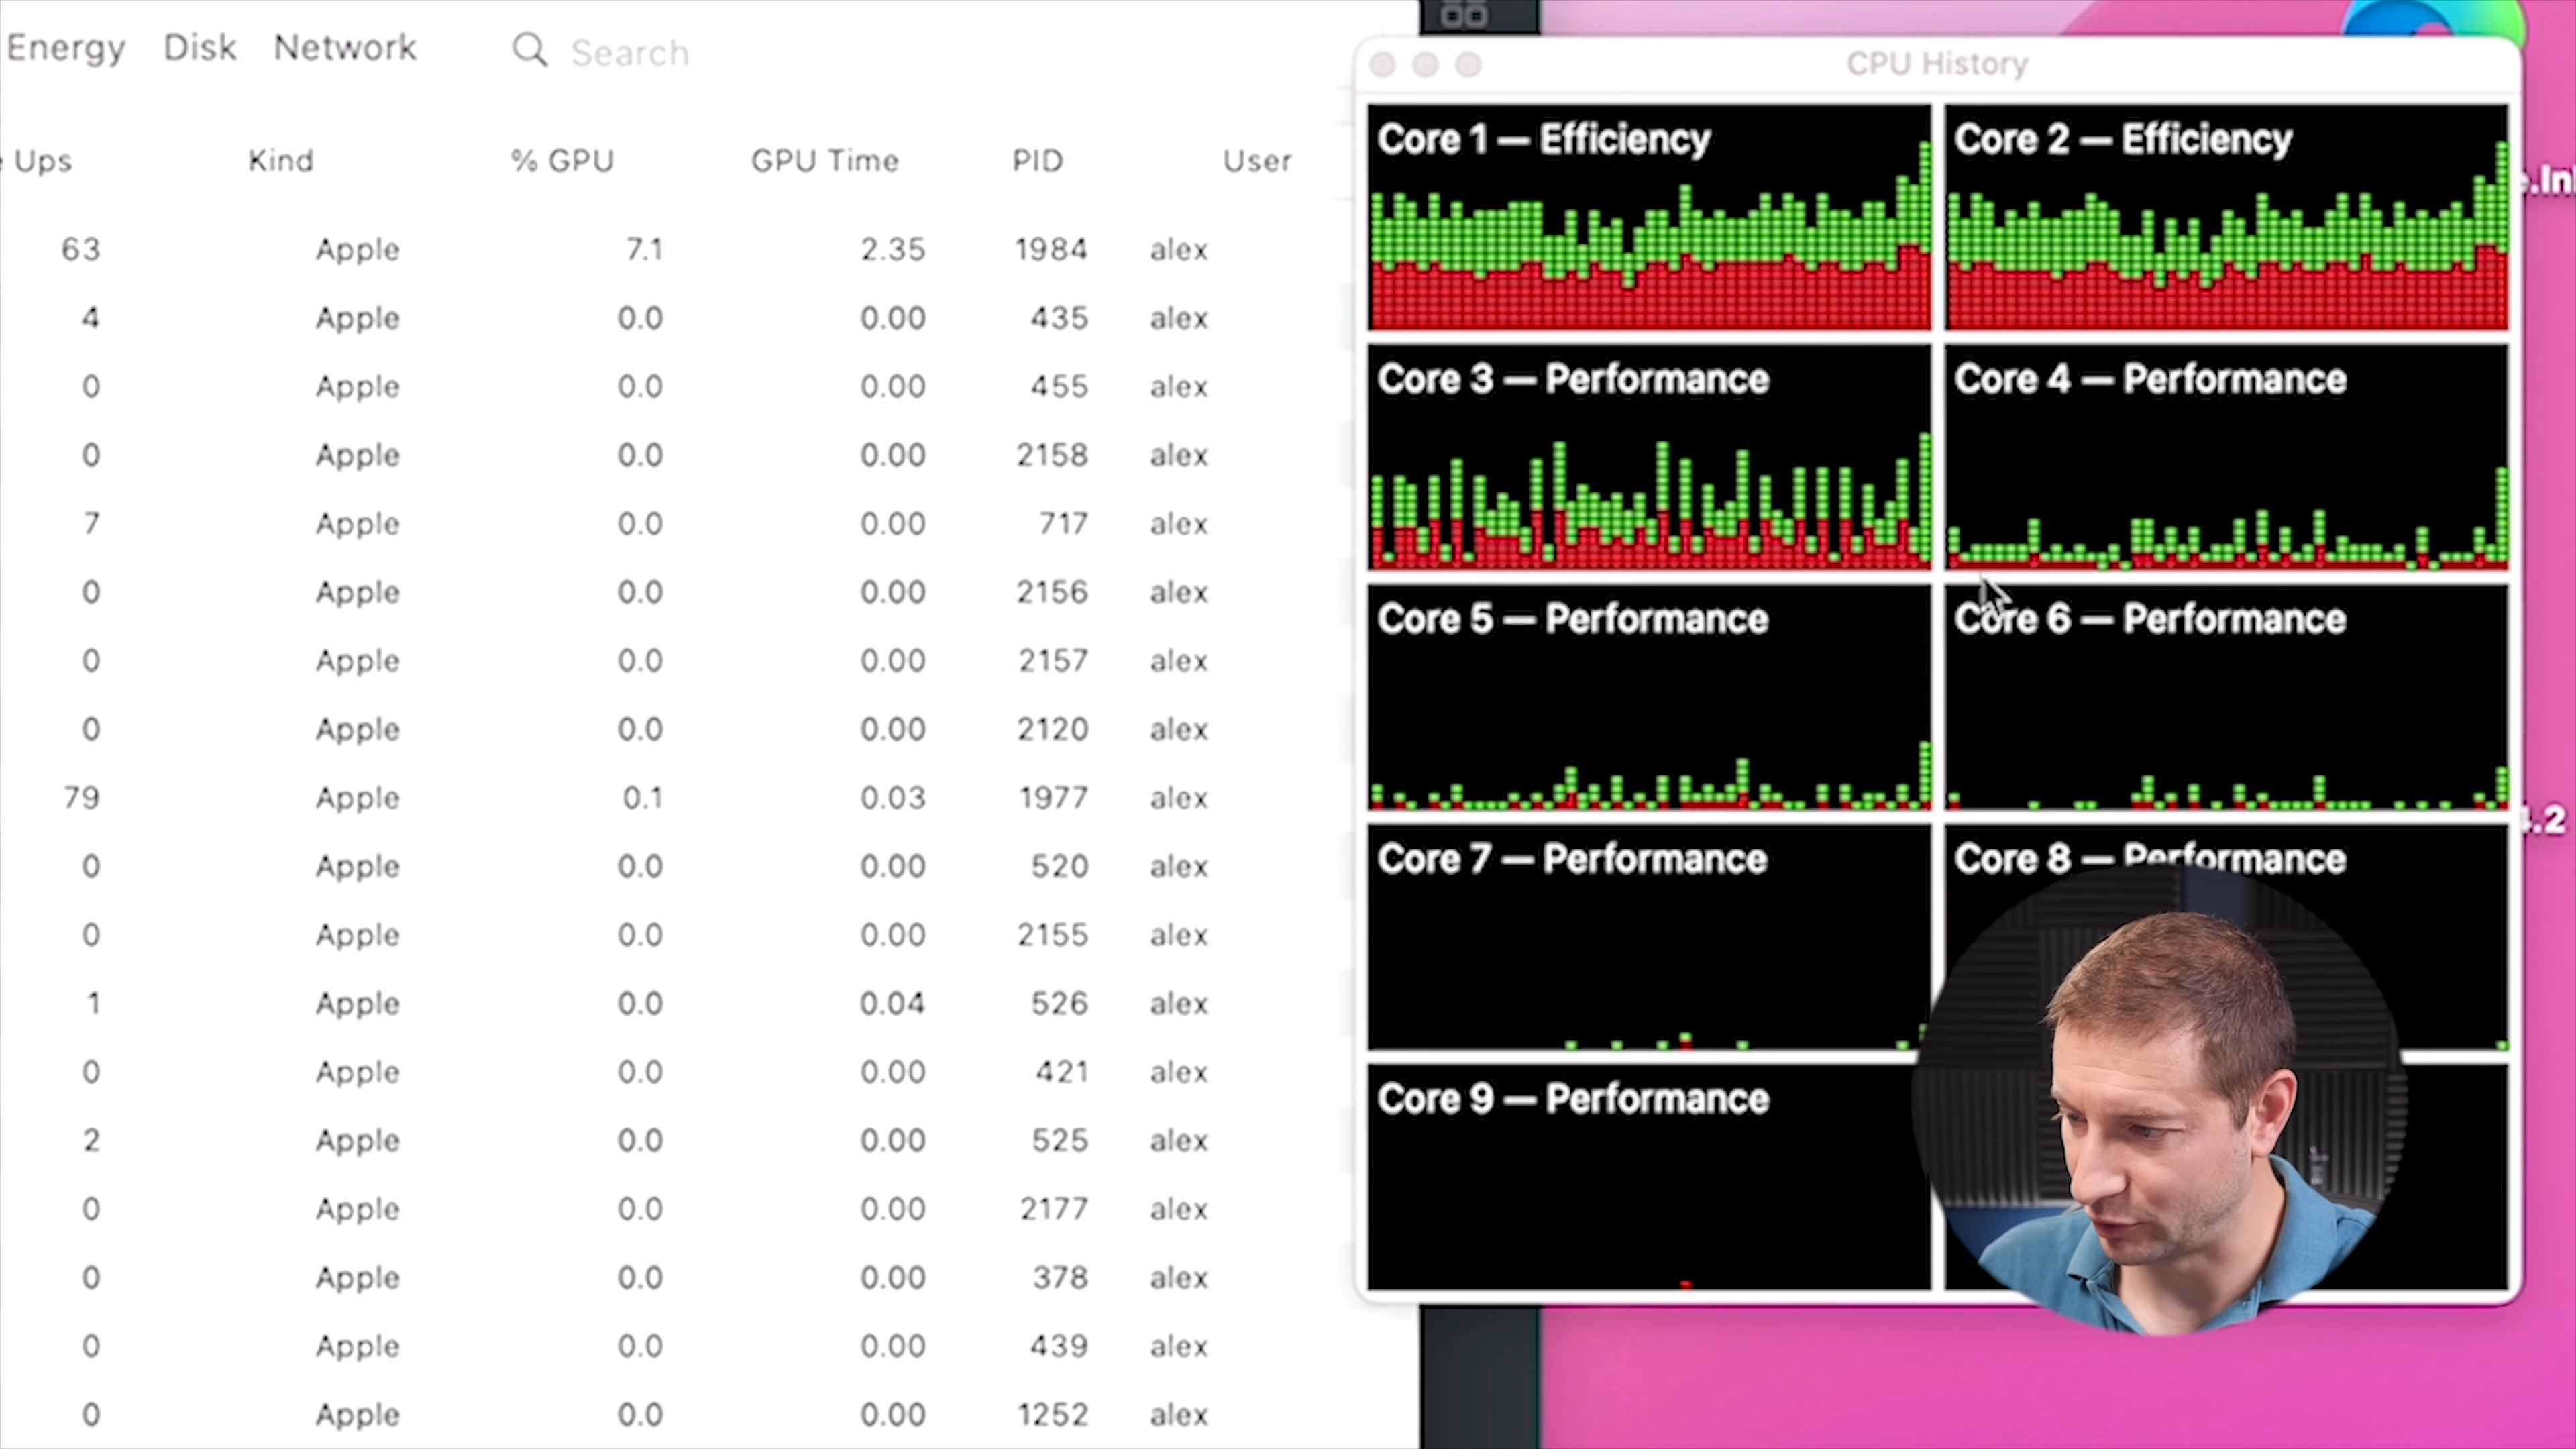 Energy Disk Network Search
Ups Kind % GPU GPU Time PID User
63 Apple 7.1 2.35 1984 alex
4 Apple 0.0 0.00 435 alex
0 Apple 0.0 0.00 455 alex
0 Apple 0.0 0.00 2158 alex
7 Apple 0.0 0.00 717 alex
0 Apple 0.0 0.00 2156 alex
0 Apple 0.0 0.00 2157 alex
0 Apple 0.0 0.00 2120 alex
79 Apple 0.1 0.03 1977 alex
0 Apple 0.0 0.00 520 alex
0 Apple 0.0 0.00 2155 alex
1 Apple 0.0 0.04 526 alex
0 Apple 0.0 0.00 421 alex
2 Apple 0.0 0.00 525 alex
0 Apple 0.0 0.00 2177 alex
0 Apple 0.0 0.00 378 alex
0 Apple 0.0 0.00 439 alex
0 Apple 0.0 0.00 1252 alex
CPU History
Core 1 — Efficiency
Core 2 — Efficiency
Core 3 — Performance
Core 4 — Performance
Core 5 — Performance
Core 6 — Performance
Core 7 — Performance
Core 8 — Performance
Core 9 — Performance